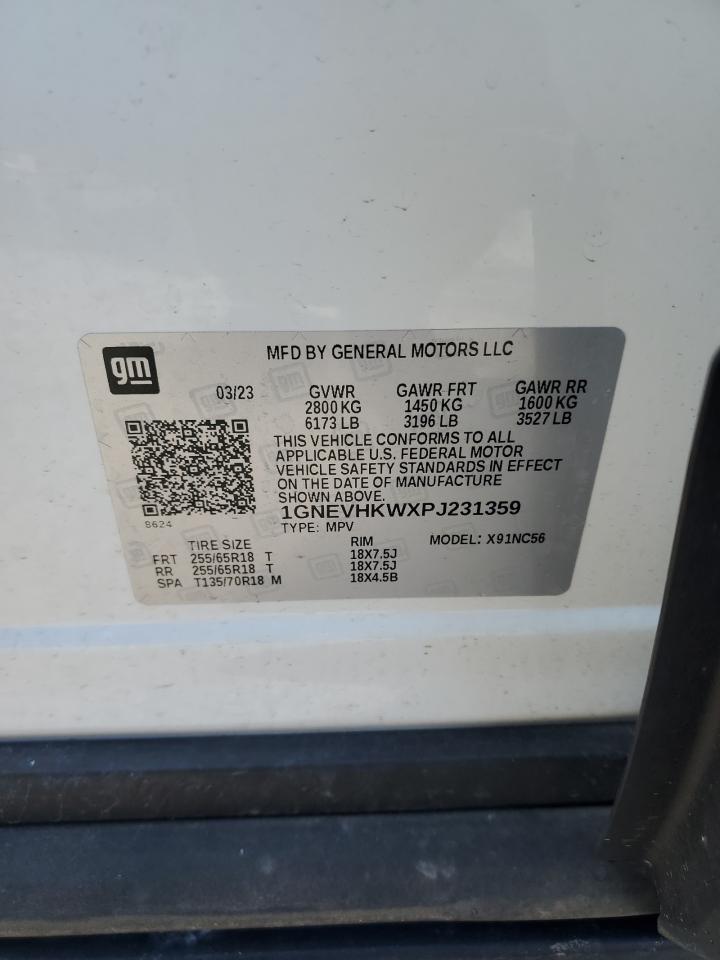 gm
MFD BY GENERAL MOTORS LLC
03/23 GVWR GAWR FRT GAWR RR
2800 KG 1450 KG 1600 KG
6173 LB 3196 LB 3527 LB
THIS VEHICLE CONFORMS TO ALL
APPLICABLE U.S. FEDERAL MOTOR
VEHICLE SAFETY STANDARDS IN EFFECT
ON THE DATE OF MANUFACTURE
SHOWN ABOVE.
1GNEVHKWXPJ231359
8624
TYPE: MPV
TIRE SIZE RIM MODEL: X91NC56
FRT 255/65R18 T 18X7.5J
RR 255/65R18 T 18X7.5J
SPA T135/70R18 M 18X4.5B